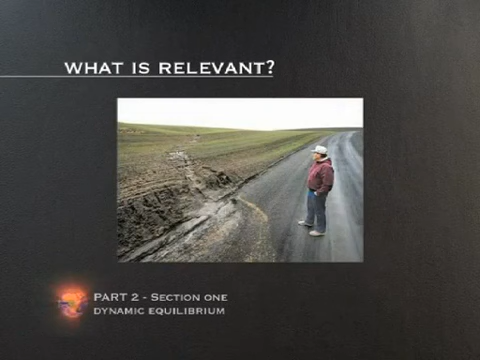 WHAT IS RELEVANT?
PART 2 - SECTION ONE
DYNAMIC EQUILIBRIUM